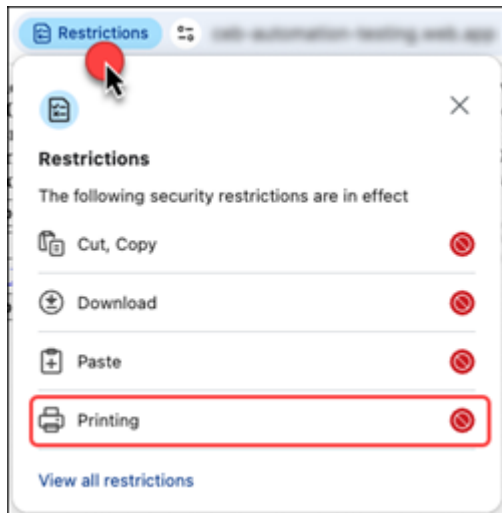 Restrictions
Restrictions
The following security restrictions are in effect
Cut, Copy
Download
Paste
Printing
View all restrictions